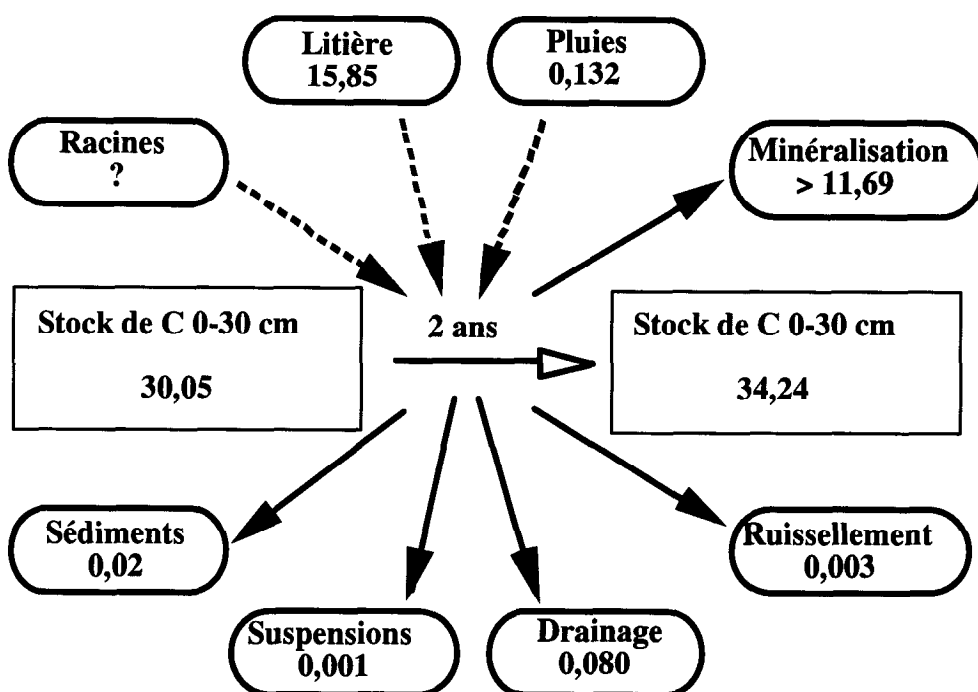 Litière
15,85
Pluies
0,132
Racines
?
Minéralisation
> 11,69
Stock de C 0-30 cm
30,05
2 ans
Stock de C 0-30 cm
34,24
Sédiments
0,02
Suspensions
0,001
Drainage
0,080
Ruissellement
0,003